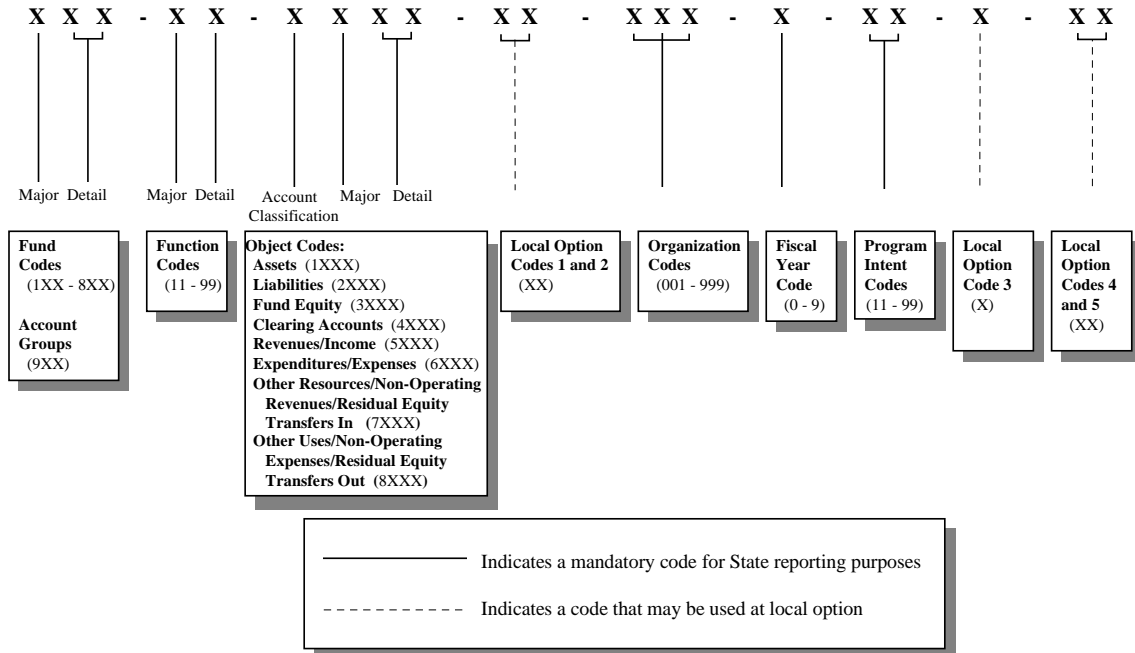 X X X - X X - X X X X - X X - X X X - X - X X - X - X X
Major Detail Major Detail Account Classification Major Detail
Fund
Codes
(1XX - 8XX)
Account
Groups
(9XX)
Function
Codes
(11 - 99)
Object Codes:
Assets (1XXX)
Liabilities (2XXX)
Fund Equity (3XXX)
Clearing Accounts (4XXX)
Revenues/Income (5XXX)
Expenditures/Expenses (6XXX)
Other Resources/Non-Operating
Revenues/Residual Equity
Transfers In (7XXX)
Other Uses/Non-Operating
Expenses/Residual Equity
Transfers Out (8XXX)
Local Option
Codes 1 and 2
(XX)
Organization
Codes
(001 - 999)
Fiscal
Year
Code
(0 - 9)
Program
Intent
Codes
(11 - 99)
Local
Option
Code 3
(X)
Local
Option
Codes 4
and 5
(XX)
Indicates a mandatory code for State reporting purposes
Indicates a code that may be used at local option